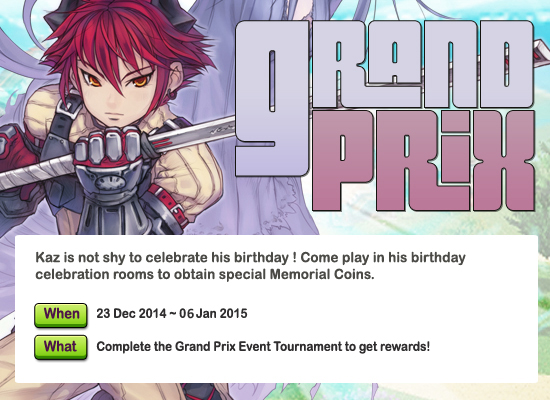 GRAND
PRIX
Kaz is not shy to celebrate his birthday ! Come play in his birthday
celebration rooms to obtain special Memorial Coins.
When 23 Dec 2014 ~ 06 Jan 2015
What Complete the Grand Prix Event Tournament to get rewards!